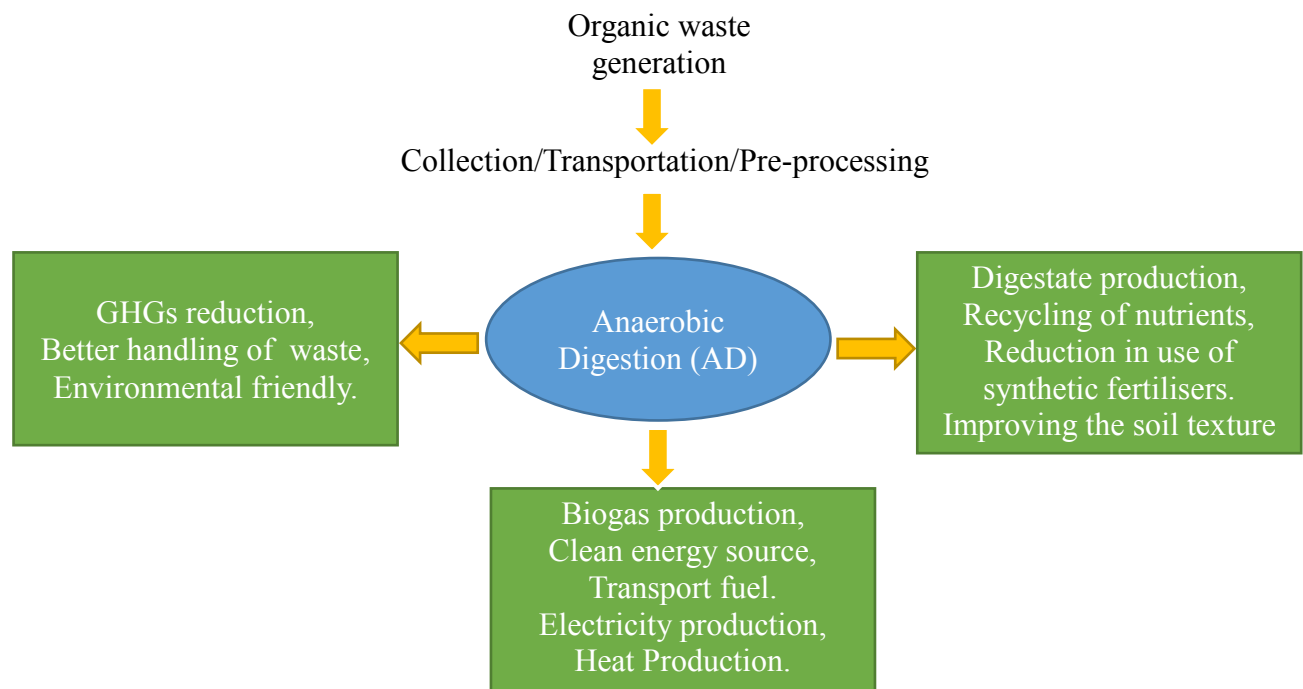 Organic waste
generation
Collection/Transportation/Pre-processing
GHGs reduction,
Better handling of  waste,
Environmental friendly.
Anaerobic
Digestion (AD)
Digestate production,
Recycling of nutrients,
Reduction in use of
synthetic fertilisers.
Improving the soil texture
Biogas production,
Clean energy source,
Transport fuel.
Electricity production,
Heat Production.